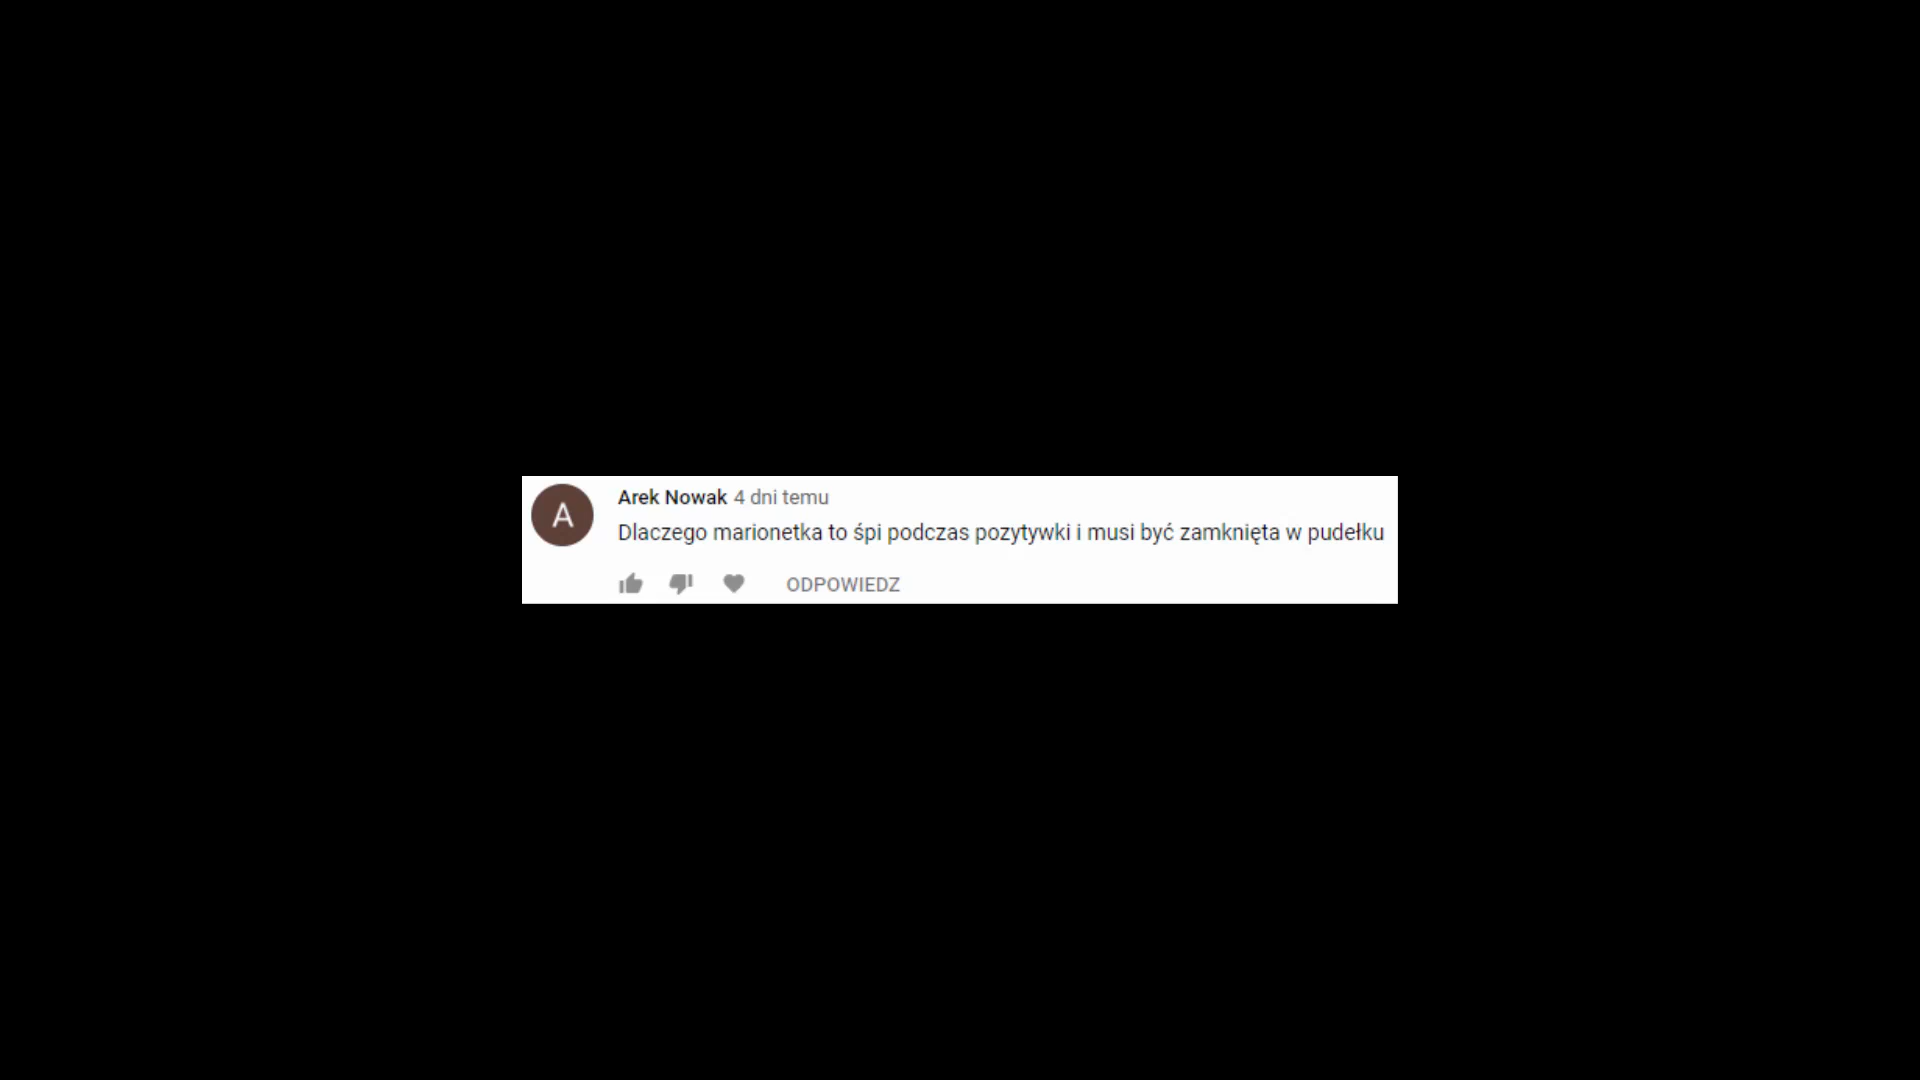 A
Arek Nowak 4 dni temu
Dlaczego marionetka to śpi podczas pozytywki i musi być zamknięta w pudełku
ODPOWIEDZ